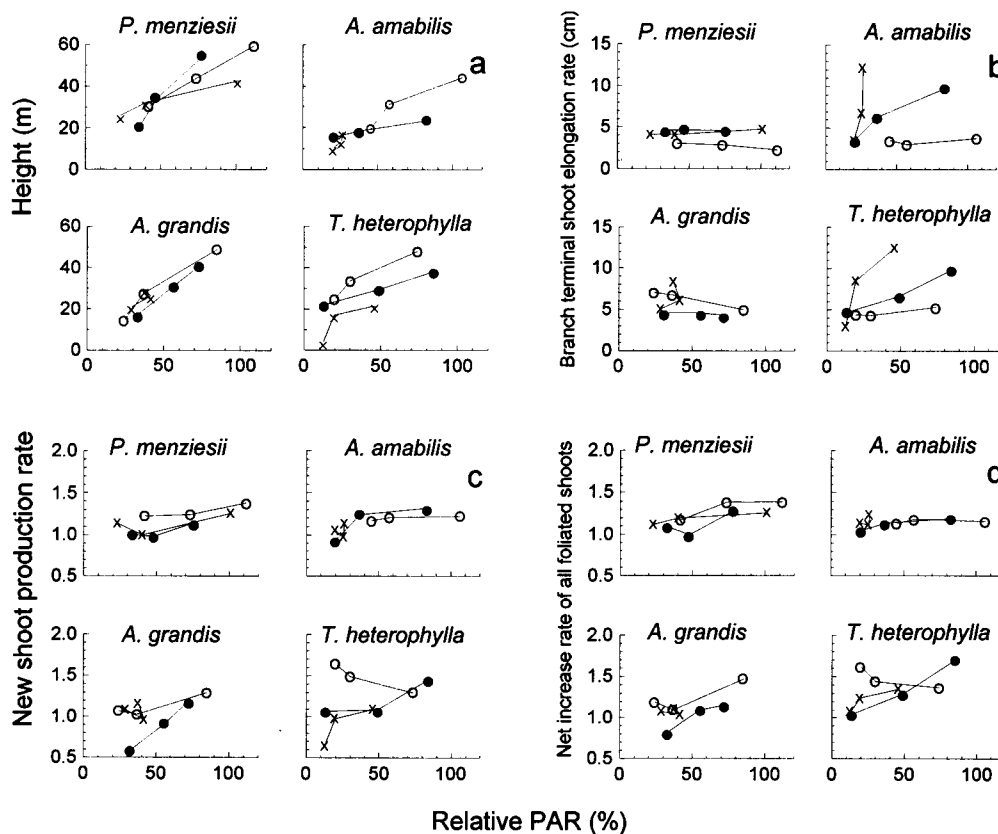 P. menziesii
A. amabilis
60
40
20
0
a
Height (m)
A. grandis
T. heterophylla
60
40
20
0
0
50
100
0
50
100
P. menziesii
A. amabilis
15
10
5
0
b
Branch terminal shoot elongation rate (cm)
A. grandis
T. heterophylla
15
10
5
0
0
50
100
0
50
100
P. menziesii
A. amabilis
2.0
1.5
1.0
0.5
c
New shoot production rate
A. grandis
T. heterophylla
2.0
1.5
1.0
0.5
0
50
100
0
50
100
P. menziesii
A. amabilis
2.0
1.5
1.0
0.5
Net increase rate of all foliated shoots
A. grandis
T. heterophylla
2.0
1.5
1.0
0.5
0
50
100
0
50
100
Relative PAR (%)